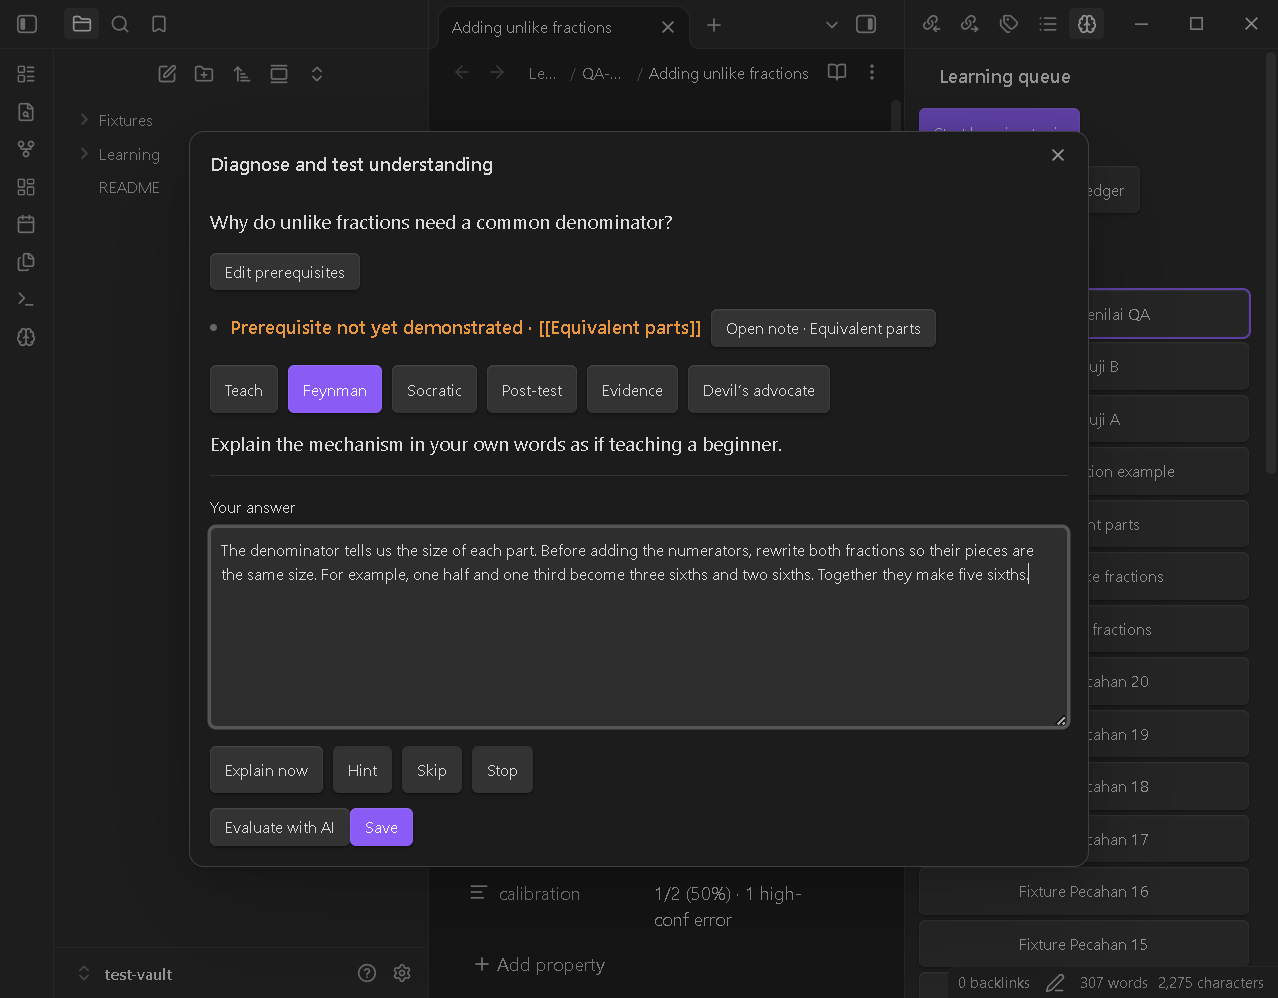 Adding unlike fractions
Le... / QA-... / Adding unlike fractions
Learning queue
Fixtures
Learning
README
Diagnose and test understanding
Why do unlike fractions need a common denominator?
Edit prerequisites
Prerequisite not yet demonstrated · [[Equivalent parts]]
Open note · Equivalent parts
Teach
Feynman
Socratic
Post-test
Evidence
Devil's advocate
Explain the mechanism in your own words as if teaching a beginner.
Your answer
The denominator tells us the size of each part. Before adding the numerators, rewrite both fractions so their pieces are
the same size. For example, one half and one third become three sixths and two sixths. Together they make five sixths.
Explain now
Hint
Skip
Stop
Evaluate with AI
Save
edger
enilai QA
uji B
uji A
ion example
nt parts
ke fractions
fractions
cahan 20
cahan 19
cahan 18
cahan 17
Fixture Pecahan 16
Fixture Pecahan 15
calibration
1/2 (50%) · 1 high-
conf error
Add property
test-vault
0 backlinks
307 words
2,275 characters